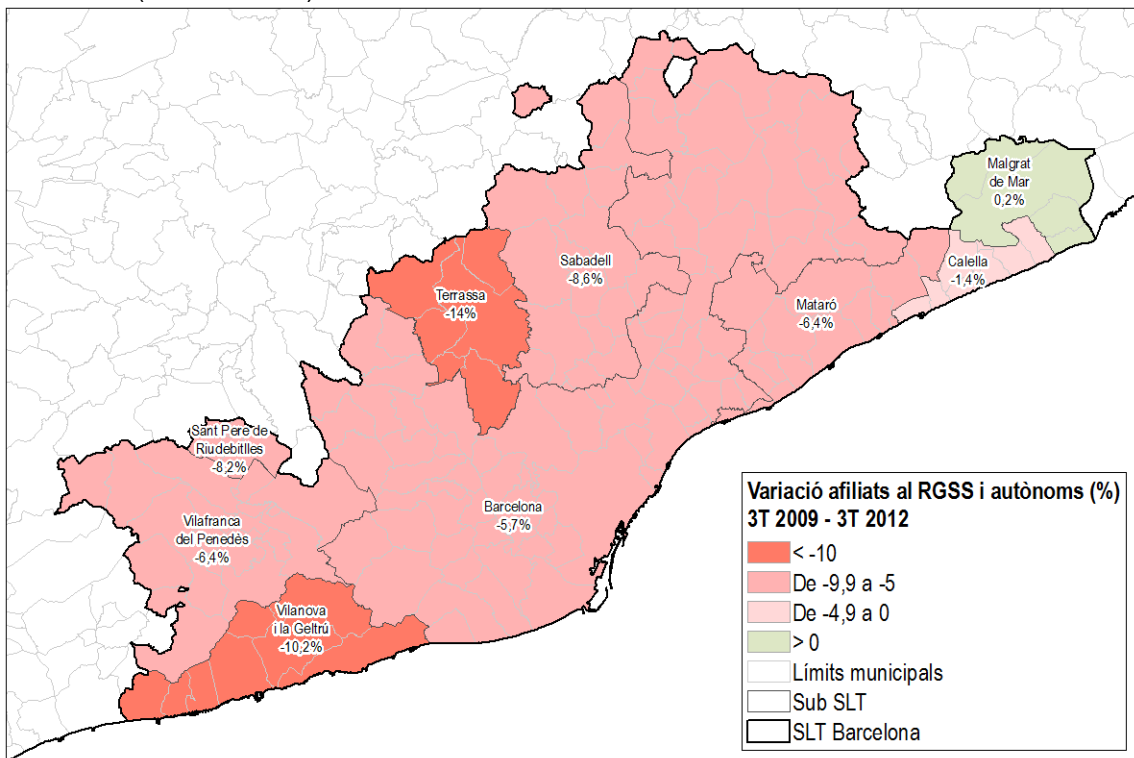 Malgrat
de Mar
0,2%
Sabadell
-8,6%
Calella
-1,4%
Terrassa
-14%
Mataró
-6,4%
Sant Pere de
Riudebitlles
-8,2%
Vilafranca
del Penedès
-6,4%
Barcelona
-5,7%
Vilanova
i la Geltrú
-10,2%
Variació afiliats al RGSS i autònoms (%)
3T 2009 - 3T 2012
< -10
De -9,9 a -5
De -4,9 a 0
> 0
Límits municipals
Sub SLT
SLT Barcelona